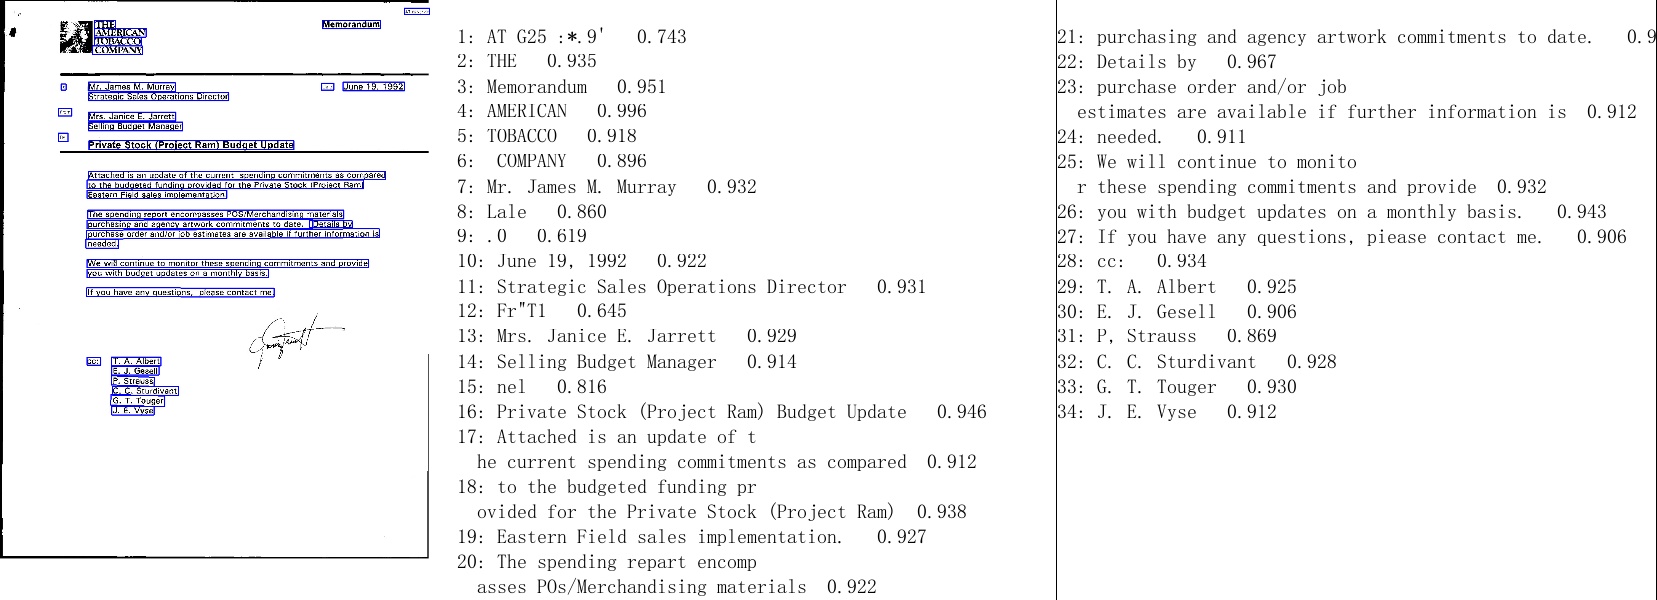 THE
AMERICAN
TOBACCO
COMPANY
Memorandum
Mr. James M. Murray
Strategic Sales Operations Director
June 19, 1992
Mrs. Janice E. Jarrett
Selling Budget Manager
Private Stock (Project Ram) Budget Update
Attached is an update of the current spending commitments as compared
to the budgeted funding provided for the Private Stock (Project Ram)
Eastern Field sales implementation.
The spending report encompasses POS/Merchandising materials
purchasing and agency artwork commitments to date. Details by
purchase order and/or job estimates are available if further information is
needed.
We will continue to monitor these spending commitments and provide
you with budget updates on a monthly basis.
If you have any questions, please contact me.
cc:
T. A. Albert
E. J. Gesell
P. Strauss
C. C. Sturdivant
G. T. Touger
J. E. Vyse
1: AT G25 :*.9' 0.743
2: THE 0.935
3: Memorandum 0.951
4: AMERICAN 0.996
5: TOBACCO 0.918
6: COMPANY 0.896
7: Mr. James M. Murray 0.932
8: Lale 0.860
9: .0 0.619
10: June 19, 1992 0.922
11: Strategic Sales Operations Director 0.931
12: Fr"T1 0.645
13: Mrs. Janice E. Jarrett 0.929
14: Selling Budget Manager 0.914
15: nel 0.816
16: Private Stock (Project Ram) Budget Update 0.946
17: Attached is an update of t
he current spending commitments as compared 0.912
18: to the budgeted funding pr
ovided for the Private Stock (Project Ram) 0.938
19: Eastern Field sales implementation. 0.927
20: The spending repart encomp
asses POs/Merchandising materials 0.922
21: purchasing and agency artwork commitments to date. 0.9
22: Details by 0.967
23: purchase order and/or job
estimates are available if further information is 0.912
24: needed. 0.911
25: We will continue to monito
r these spending commitments and provide 0.932
26: you with budget updates on a monthly basis. 0.943
27: If you have any questions, please contact me. 0.906
28: cc: 0.934
29: T. A. Albert 0.925
30: E. J. Gesell 0.906
31: P, Strauss 0.869
32: C. C. Sturdivant 0.928
33: G. T. Touger 0.930
34: J. E. Vyse 0.912